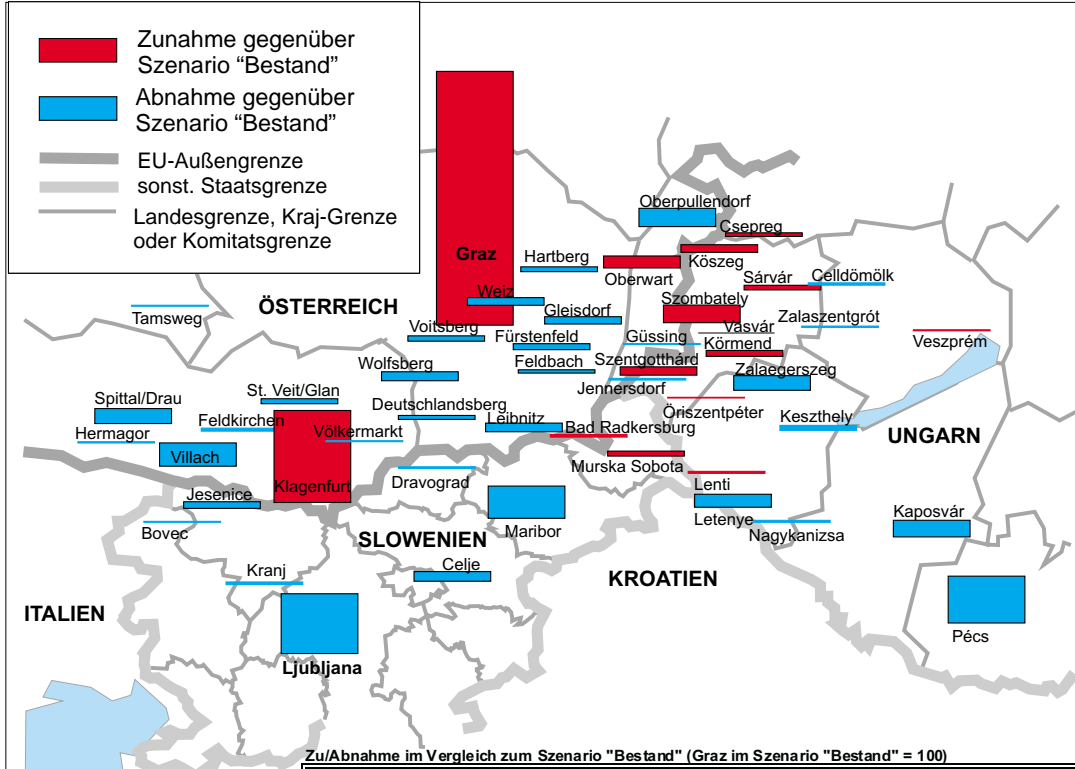 Zunahme gegenüber
Szenario “Bestand”
Abnahme gegenüber
Szenario “Bestand”
EU-Außengrenze
sonst. Staatsgrenze
Landesgrenze, Kraj-Grenze
oder Komitatsgrenze
Oberpullendorf
Csepreg
Graz
Hartberg
Oberwart
Köszeg
Sárvár
Celldömölk
ÖSTERREICH
Weiz
Szombately
Tamsweg
Gleisdorf
Zalaszentgrót
Voitsberg
Fürstenfeld
Güssing
Vasvár
Veszprém
Wolfsberg
Feldbach
Szentgotthárd
Körmend
Zalaegerszeg
Jennersdorf
St. Veit/Glan
Spittal/Drau
Deutschlandsberg
Öriszentpéter
Feldkirchen
Leibnitz
Bad Radkersburg
Keszthely
Hermagor
Völkermarkt
UNGARN
Villach
Murska Sobota
Klagenfurt
Dravograd
Lenti
Jesenice
Kaposvár
Letenye
Bovec
Maribor
Nagykanizsa
SLOWENIEN
Kranj
Celje
KROATIEN
ITALIEN
Pécs
Ljubljana
Zu/Abnahme im Vergleich zum Szenario "Bestand" (Graz im Szenario "Bestand" = 100)